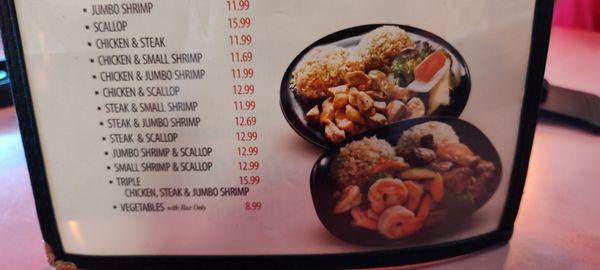 • JUMBO SHRIMP 11.99
• SCALLOP 15.99
• CHICKEN & STEAK 11.99
• CHICKEN & SMALL SHRIMP 11.69
• CHICKEN & JUMBO SHRIMP 11.99
• CHICKEN & SCALLOP 12.99
• STEAK & SMALL SHRIMP 11.99
• STEAK & JUMBO SHRIMP 12.69
• STEAK & SCALLOP 12.99
• JUMBO SHRIMP & SCALLOP 12.99
• SMALL SHRIMP & SCALLOP 12.99
• TRIPLE 15.99
CHICKEN, STEAK & JUMBO SHRIMP
• VEGETABLES with Rice Only 8.99